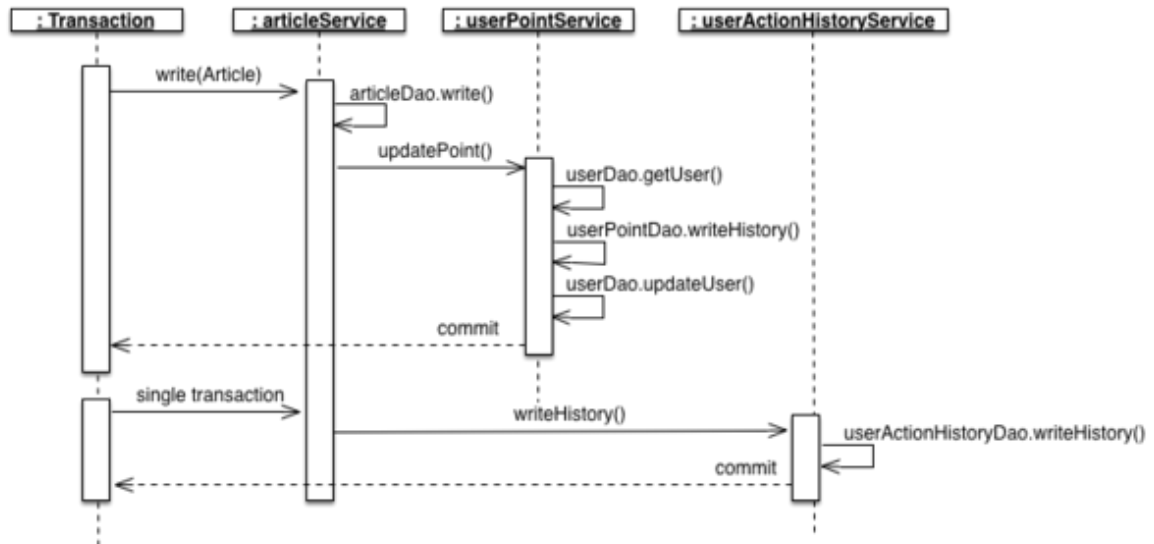 : Transaction
: articleService
: userPointService
: userActionHistoryService
write(Article)
articleDao.write()
updatePoint()
userDao.getUser()
userPointDao.writeHistory()
userDao.updateUser()
commit
single transaction
writeHistory()
userActionHistoryDao.writeHistory()
commit